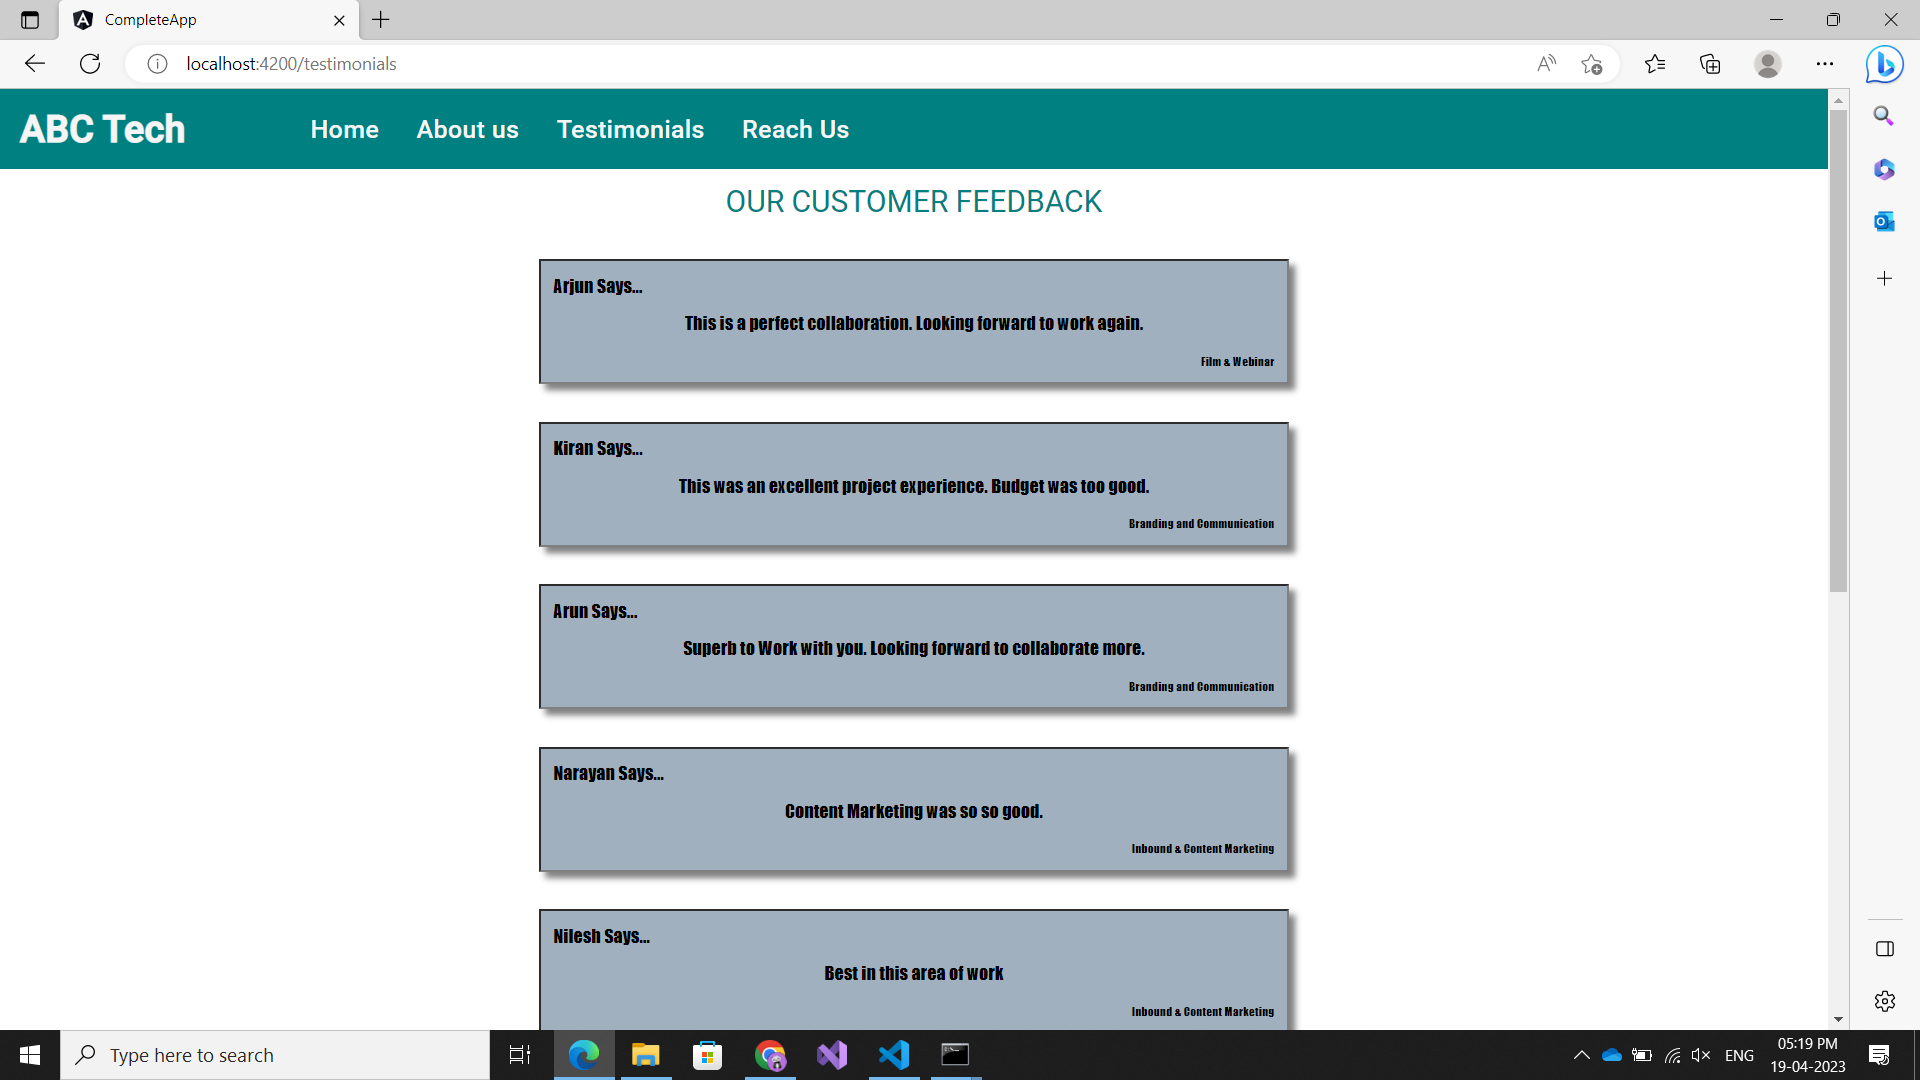 CompleteApp
localhost:4200/testimonials
ABC Tech Home About us Testimonials Reach Us
OUR CUSTOMER FEEDBACK
Arjun Says...
This is a perfect collaboration. Looking forward to work again.
Film & Webinar
Kiran Says...
This was an excellent project experience. Budget was too good.
Branding and Communication
Arun Says...
Superb to Work with you. Looking forward to collaborate more.
Branding and Communication
Narayan Says...
Content Marketing was so so good.
Inbound & Content Marketing
Nilesh Says...
Best in this area of work
Inbound & Content Marketing
Type here to search
ENG
05:19 PM
19-04-2023